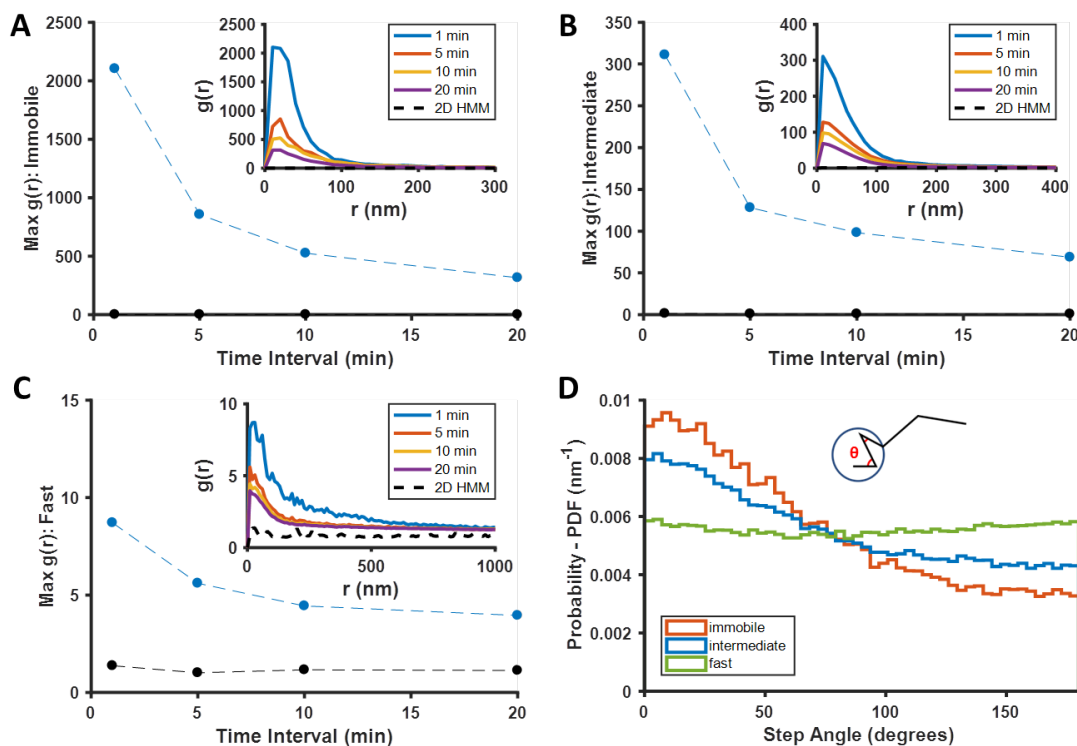 A
Max g(r): Immobile
2500
2000
1500
1000
500
0
0 5 10 15 20
Time Interval (min)
g(r)
2500
2000
1500
1000
500
0
0 100 200 300
r (nm)
1 min
5 min
10 min
20 min
2D HMM
B
Max g(r): Intermediate
350
300
250
200
150
100
50
0
0 5 10 15 20
Time Interval (min)
g(r)
400
300
200
100
0
0 100 200 300 400
r (nm)
1 min
5 min
10 min
20 min
2D HMM
C
Max g(r): Fast
15
10
5
0
0 5 10 15 20
Time Interval (min)
g(r)
10
5
0
0 500 1000
r (nm)
1 min
5 min
10 min
20 min
2D HMM
D
Probability - PDF (nm⁻¹)
0.01
0.008
0.006
0.004
0.002
0
0 50 100 150
Step Angle (degrees)
θ
immobile
intermediate
fast